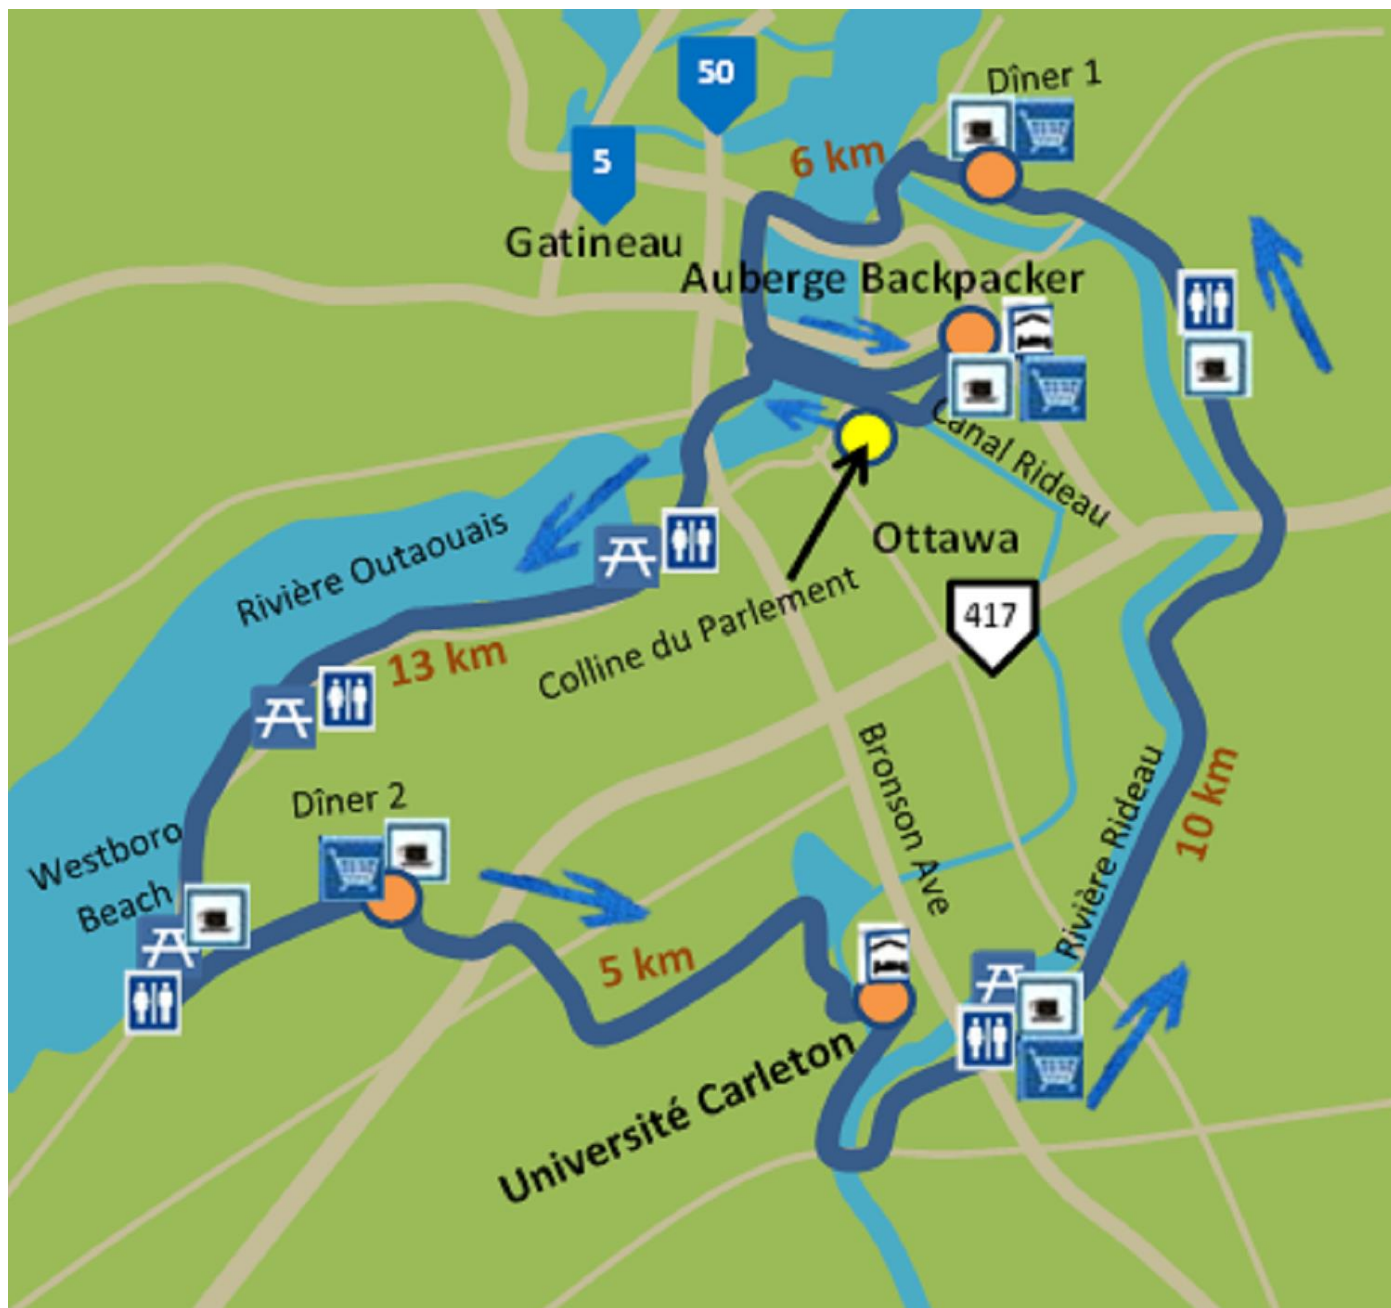 50
Dîner 1
5
6 km
Gatineau
Auberge Backpacker
Canal Rideau
Rivière Outaouais
Ottawa
417
Colline du Parlement
13 km
Bronson Ave
Rivière Rideau
10 km
Dîner 2
Westboro
Beach
5 km
Université Carleton